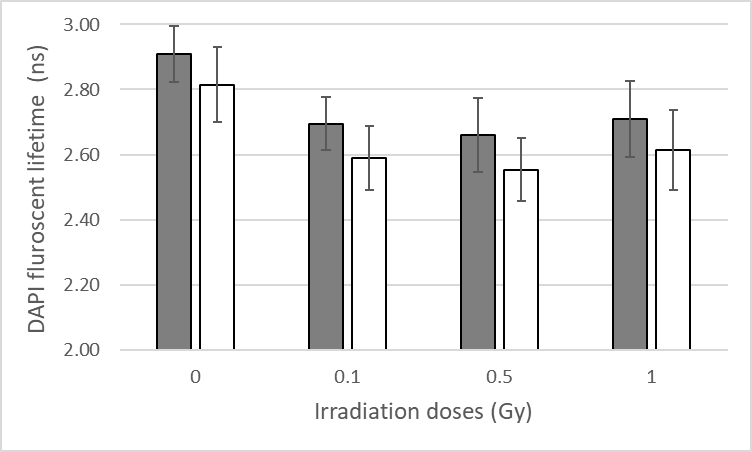 3.00
2.80
2.60
2.40
2.20
2.00
DAPI fluroscent lifetime (ns)
0 0.1 0.5 1
Irradiation doses (Gy)